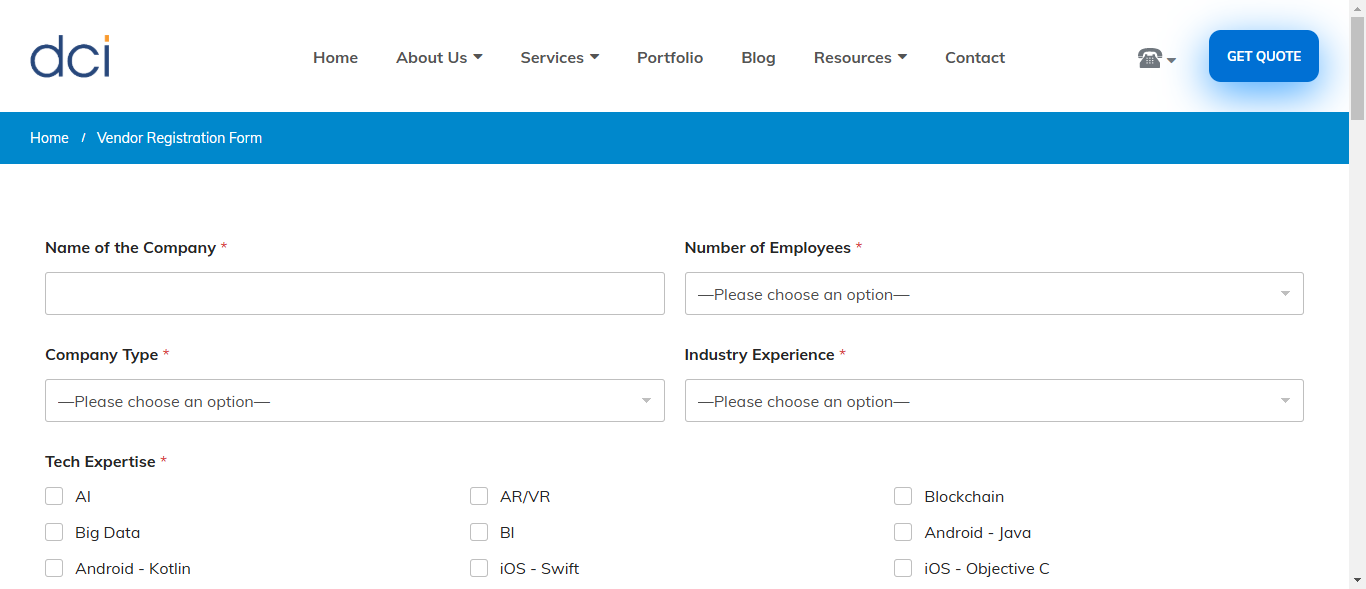 dci
Home About Us Services Portfolio Blog Resources Contact GET QUOTE
Home / Vendor Registration Form
Name of the Company * Number of Employees *
—Please choose an option—
Company Type * Industry Experience *
—Please choose an option— —Please choose an option—
Tech Expertise *
AI AR/VR Blockchain
Big Data BI Android - Java
Android - Kotlin iOS - Swift iOS - Objective C